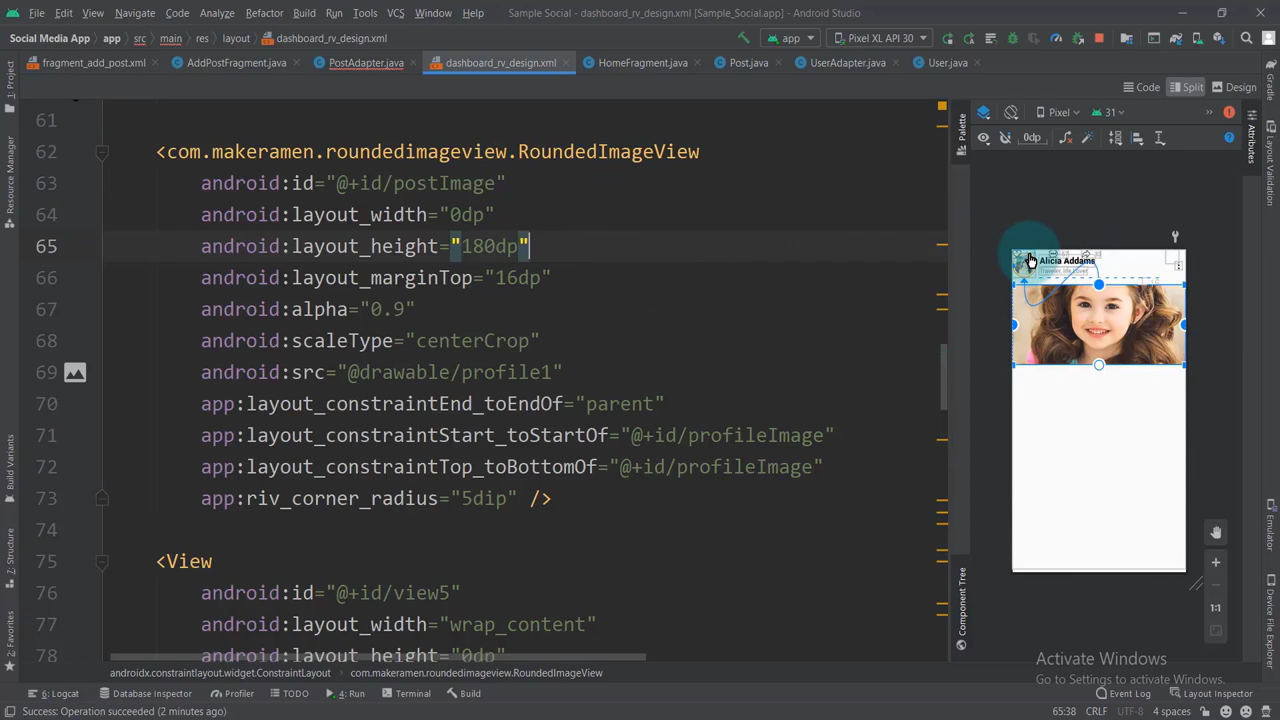 File Edit View Navigate Code Analyze Refactor Build Run Tools VCS Window Help Sample Social - dashboard_rv_design.xml [Sample_Social.app] - Android Studio
Social Media App app src main res layout dashboard_rv_design.xml app Pixel XL API 30
fragment_add_post.xml AddPostFragment.java PostAdapter.java dashboard_rv_design.xml HomeFragment.java Post.java UserAdapter.java User.java
Code Split Design
Pixel 31
0dp
61
62 <com.makeramen.roundedimageview.RoundedImageView
63 android:id="@+id/postImage"
64 android:layout_width="0dp"
65 android:layout_height="180dp"
66 android:layout_marginTop="16dp"
67 android:alpha="0.9"
68 android:scaleType="centerCrop"
69 android:src="@drawable/profile1"
70 app:layout_constraintEnd_toEndOf="parent"
71 app:layout_constraintStart_toStartOf="@+id/profileImage"
72 app:layout_constraintTop_toBottomOf="@+id/profileImage"
73 app:riv_corner_radius="5dip" />
74
75 <View
76 android:id="@+id/view5"
77 android:layout_width="wrap_content"
78 android:layout_height="0dp"
androidx.constraintlayout.widget.ConstraintLayout com.makeramen.roundedimageview.RoundedImageView
1: Project
Resource Manager
Build Variants
7: Structure
2: Favorites
Palette
Component Tree
Alicia Addams
Traveler, life Lover
1:1
Gradle
Attributes
Layout Validation
Emulator
Device File Explorer
Activate Windows
Go to Settings to activate Windows.
6: Logcat Database Inspector Profiler TODO 4: Run Terminal Build Event Log Layout Inspector
Success: Operation succeeded (2 minutes ago) 65:38 CRLF UTF-8 4 spaces